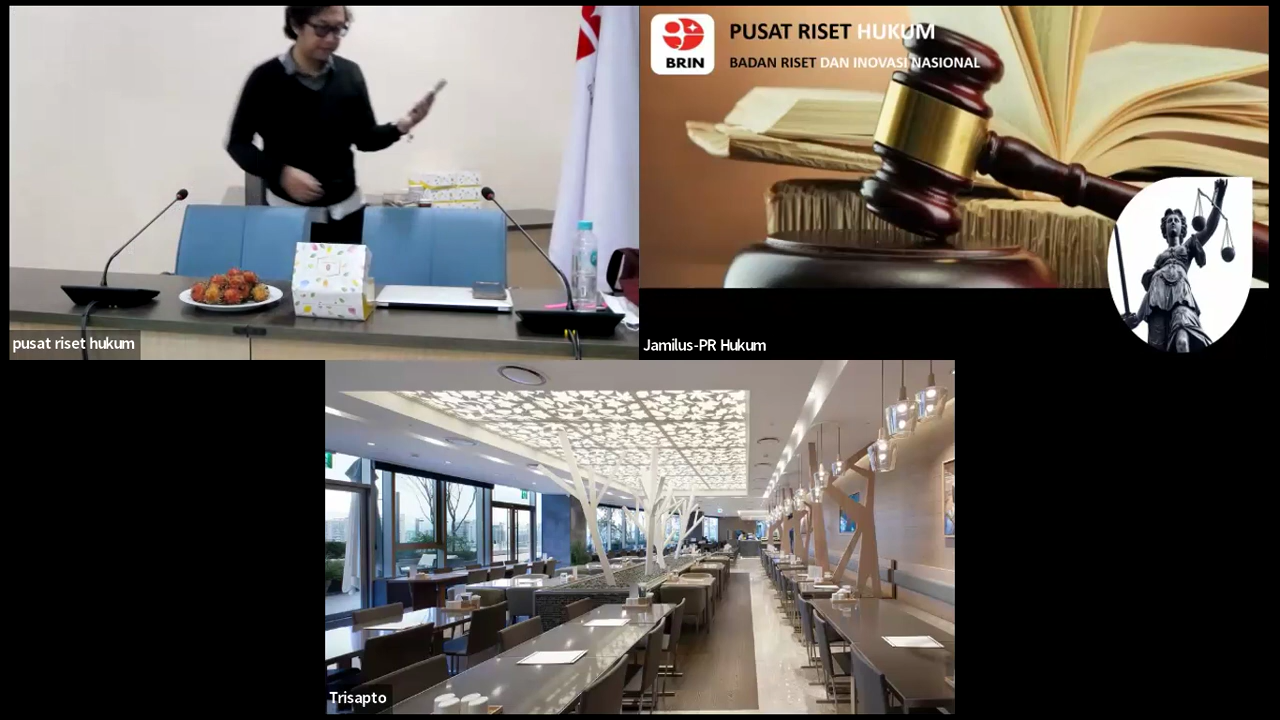 BRIN
PUSAT RISET HUKUM
BADAN RISET DAN INOVASI NASIONAL
pusat riset hukum
Jamilus-PR Hukum
Trisapto